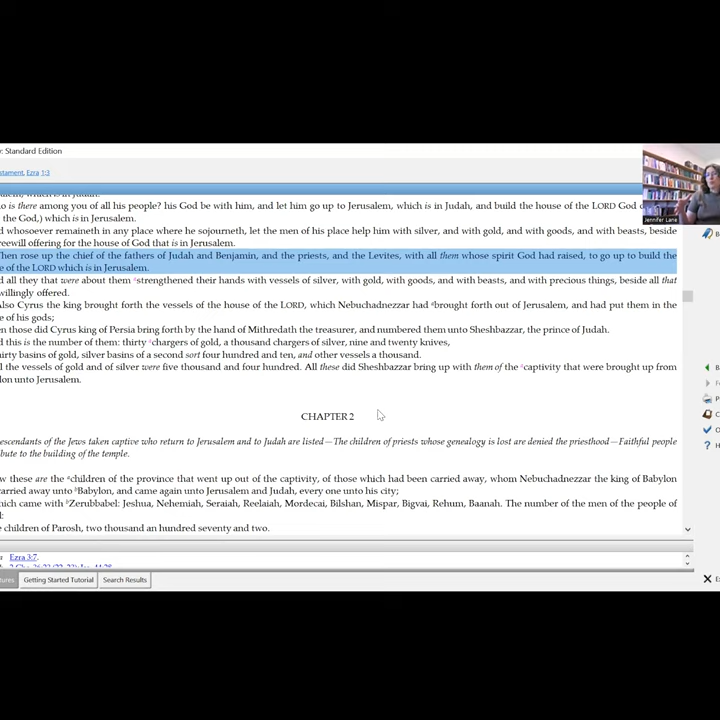 : Standard Edition
stament, Ezra 1:3
is there among you of all his people? his God be with him, and let him go up to Jerusalem, which is in Judah, and build the house of the LORD God
the God,) which is in Jerusalem.
whosoever remaineth in any place where he sojourneth, let the men of his place help him with silver, and with gold, and with goods, and with beasts, beside
reewill offering for the house of God that is in Jerusalem.
hen rose up the chief of the fathers of Judah and Benjamin, and the priests, and the Levites, with all them whose spirit God had raised, to go up to build the
e of the LORD which is in Jerusalem.
d all they that were about them strengthened their hands with vessels of silver, with gold, with goods, and with beasts, and with precious things, beside all that
willingly offered.
Also Cyrus the king brought forth the vessels of the house of the LORD, which Nebuchadnezzar had brought forth out of Jerusalem, and had put them in the
e of his gods;
en those did Cyrus king of Persia bring forth by the hand of Mithredath the treasurer, and numbered them unto Sheshbazzar, the prince of Judah.
d this is the number of them: thirty chargers of gold, a thousand chargers of silver, nine and twenty knives,
irty basins of gold, silver basins of a second sort four hundred and ten, and other vessels a thousand.
l the vessels of gold and of silver were five thousand and four hundred. All these did Sheshbazzar bring up with them of the captivity that were brought up from
lon unto Jerusalem.
CHAPTER 2
escendants of the Jews taken captive who return to Jerusalem and to Judah are listed—The children of priests whose genealogy is lost are denied the priesthood—Faithful people
bute to the building of the temple.
w these are the children of the province that went up out of the captivity, of those which had been carried away, whom Nebuchadnezzar the king of Babylon
carried away unto Babylon, and came again unto Jerusalem and Judah, every one unto his city;
ich came with Zerubbabel: Jeshua, Nehemiah, Seraiah, Reelaiah, Mordecai, Bilshan, Mispar, Bigvai, Rehum, Baanah. The number of the men of the people of
l:
e children of Parosh, two thousand an hundred seventy and two.
a Ezra 3:7.
tures Getting Started Tutorial Search Results
Jennifer Lane